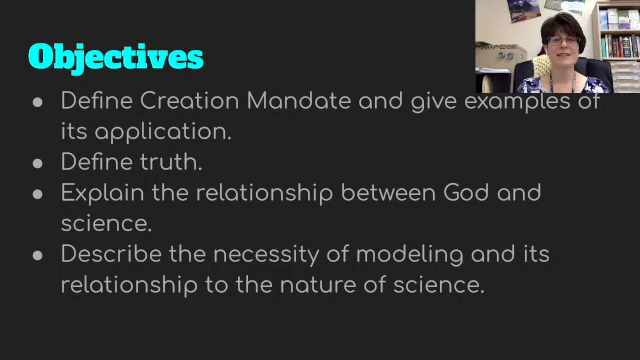 Objectives
● Define Creation Mandate and give examples of
its application.
● Define truth.
● Explain the relationship between God and
science.
● Describe the necessity of modeling and its
relationship to the nature of science.